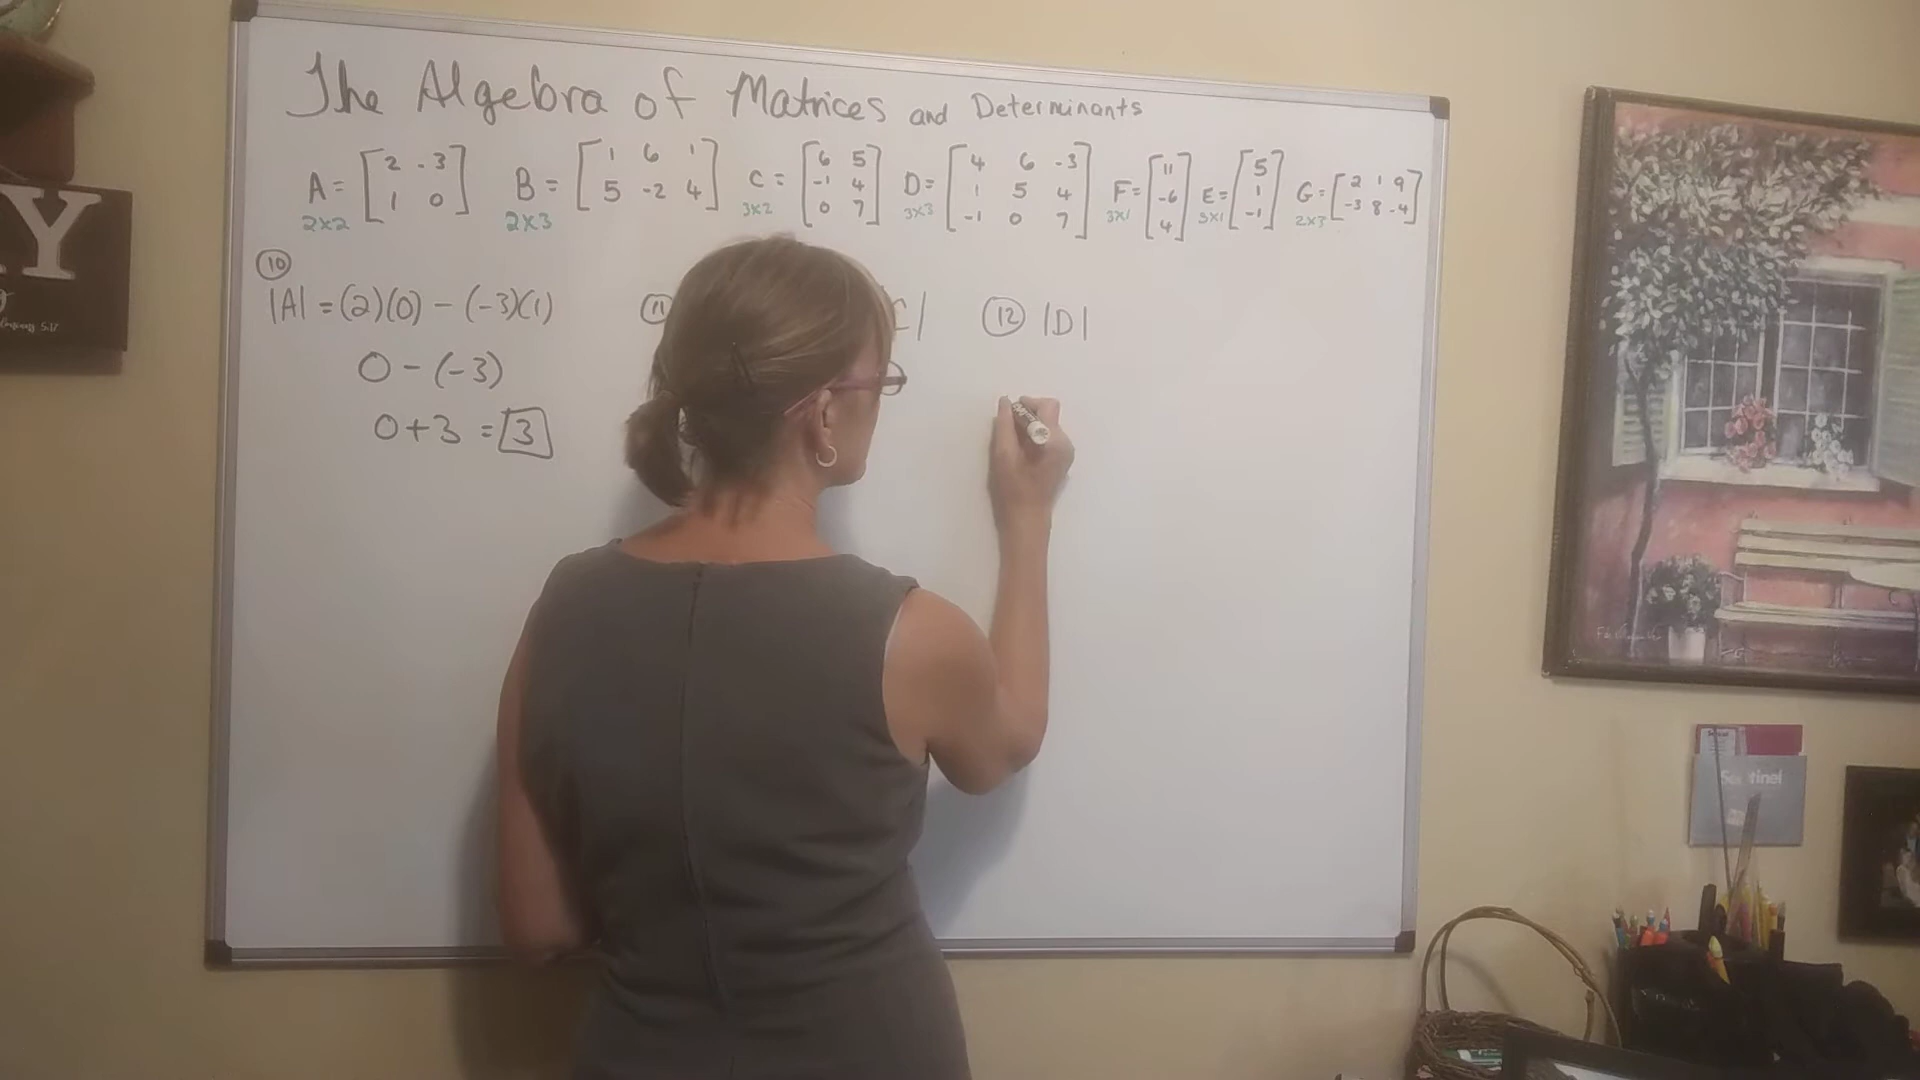 The Algebra of Matrices and Determinants
A = [2 -3
1 0] 2x2
B = [1 6 1
5 -2 4] 2x3
C = [6 5
-1 4
0 7] 3x2
D = [4 6 -3
1 5 4
-1 0 7] 3x3
F = [11
-6
4] 3x1
E = [5
1
-1] 3x1
G = [2 1 9
-3 8 -4] 2x3
(10)
|A| = (2)(0) - (-3)(1)
0 - (-3)
0+3 = 3
(11) C|
(12) |D|
Y
5:17
Sentinel